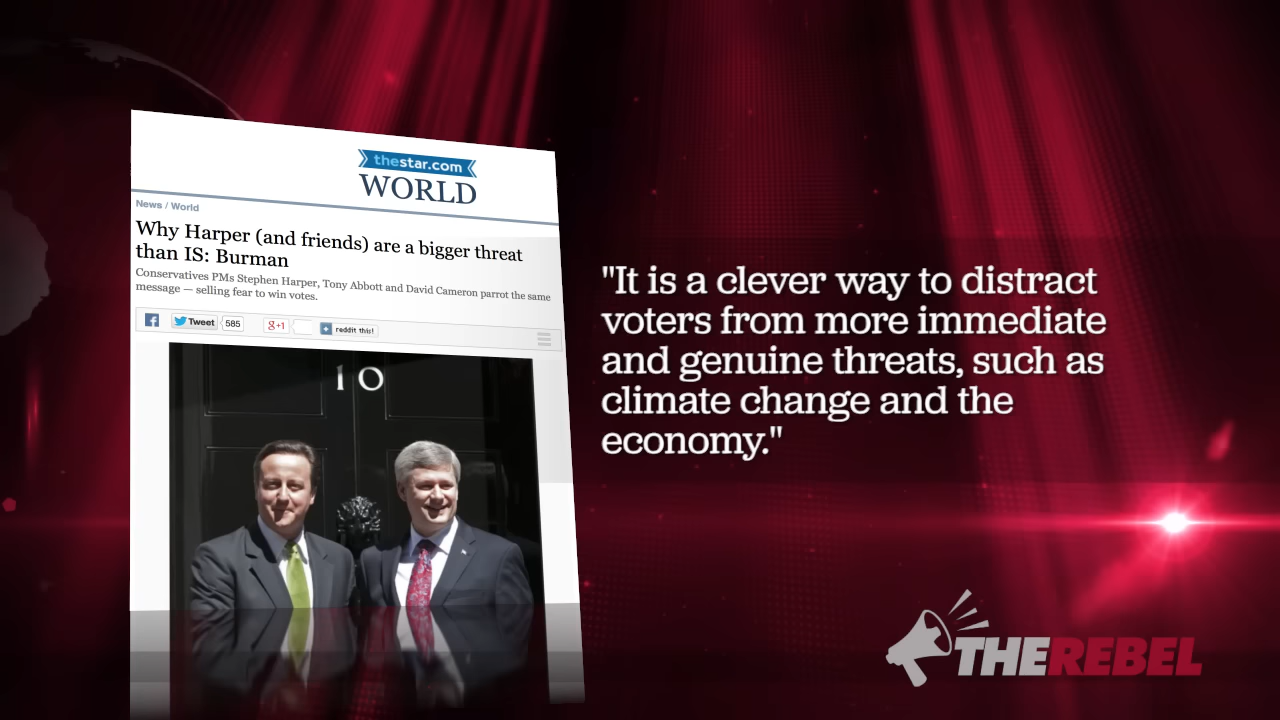 thestar.com
WORLD
News / World
Why Harper (and friends) are a bigger threat
than IS: Burman
Conservatives PMs Stephen Harper, Tony Abbott and David Cameron parrot the same
message — selling fear to win votes.
Tweet 585 g+1 reddit this!
10
"It is a clever way to distract
voters from more immediate
and genuine threats, such as
climate change and the
economy."
THEREBEL